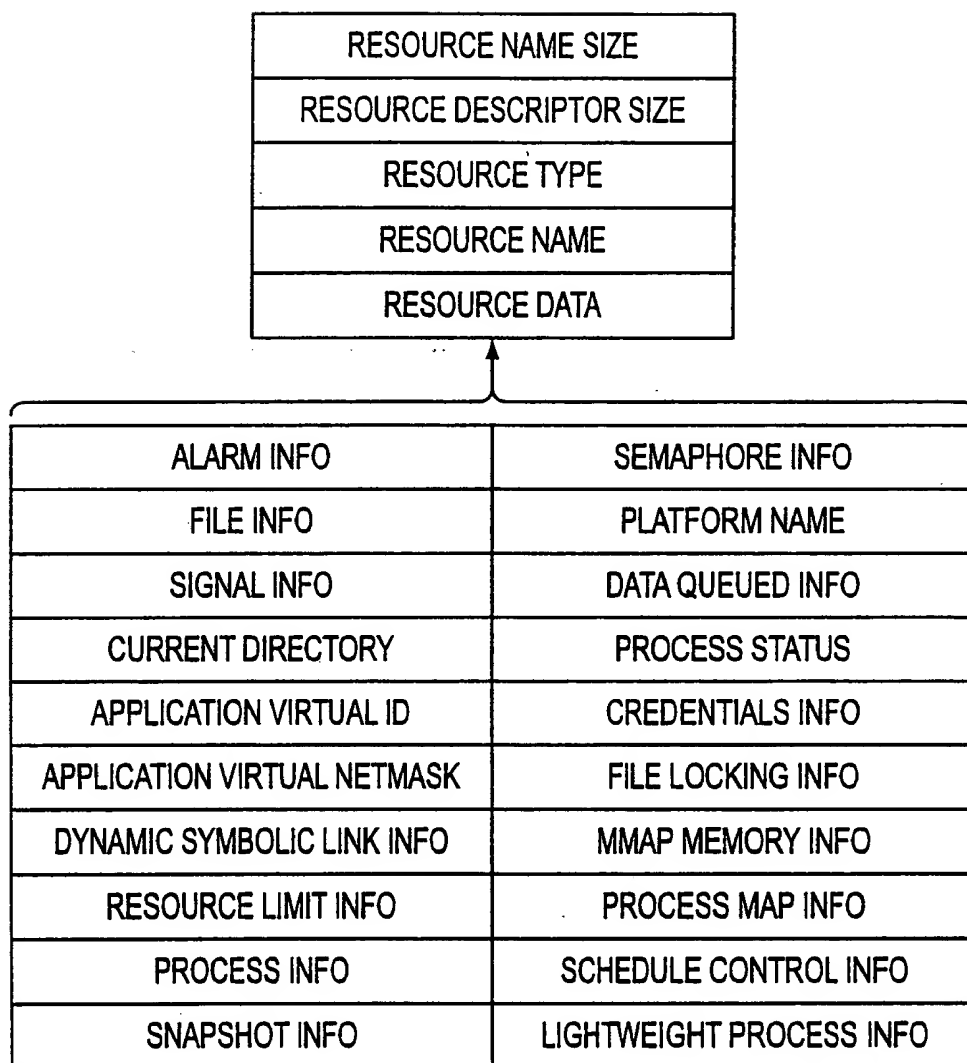 RESOURCE NAME SIZE
RESOURCE DESCRIPTOR SIZE
RESOURCE TYPE
RESOURCE NAME
RESOURCE DATA
ALARM INFO SEMAPHORE INFO
FILE INFO PLATFORM NAME
SIGNAL INFO DATA QUEUED INFO
CURRENT DIRECTORY PROCESS STATUS
APPLICATION VIRTUAL ID CREDENTIALS INFO
APPLICATION VIRTUAL NETMASK FILE LOCKING INFO
DYNAMIC SYMBOLIC LINK INFO MMAP MEMORY INFO
RESOURCE LIMIT INFO PROCESS MAP INFO
PROCESS INFO SCHEDULE CONTROL INFO
SNAPSHOT INFO LIGHTWEIGHT PROCESS INFO